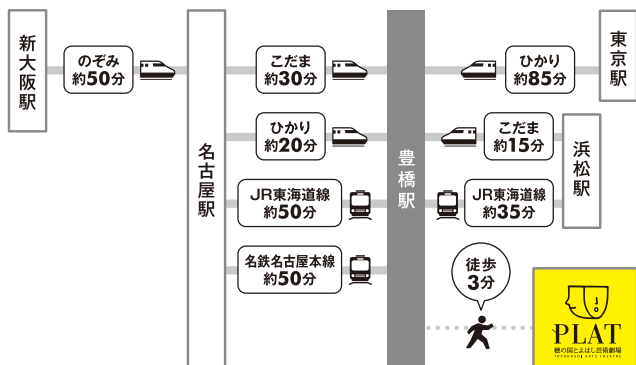 新大阪駅
のぞみ
約50分
名古屋駅
こだま
約30分
ひかり
約20分
JR東海道線
約50分
名鉄名古屋本線
約50分
豊橋駅
ひかり
約85分
東京駅
こだま
約15分
JR東海道線
約35分
浜松駅
徒歩
3分
PLAT
穂の国とよはし芸術劇場
TOYOHASHI ARTS THEATRE